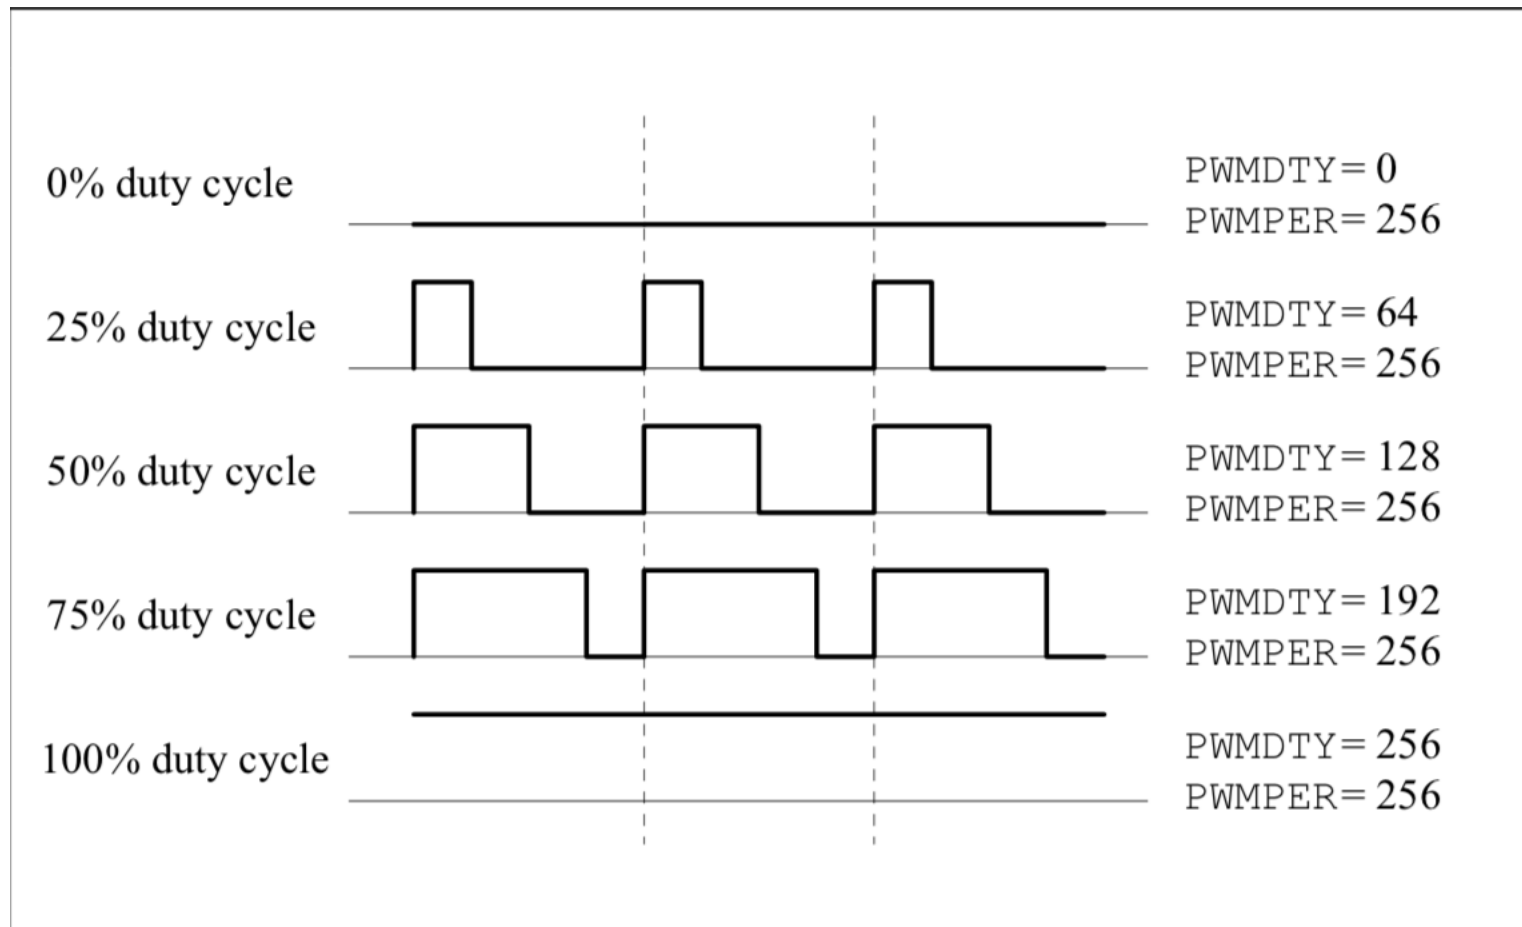 0% duty cycle
PWMDTY= 0
PWMPER= 256
25% duty cycle
PWMDTY= 64
PWMPER= 256
50% duty cycle
PWMDTY= 128
PWMPER= 256
75% duty cycle
PWMDTY= 192
PWMPER= 256
100% duty cycle
PWMDTY= 256
PWMPER= 256